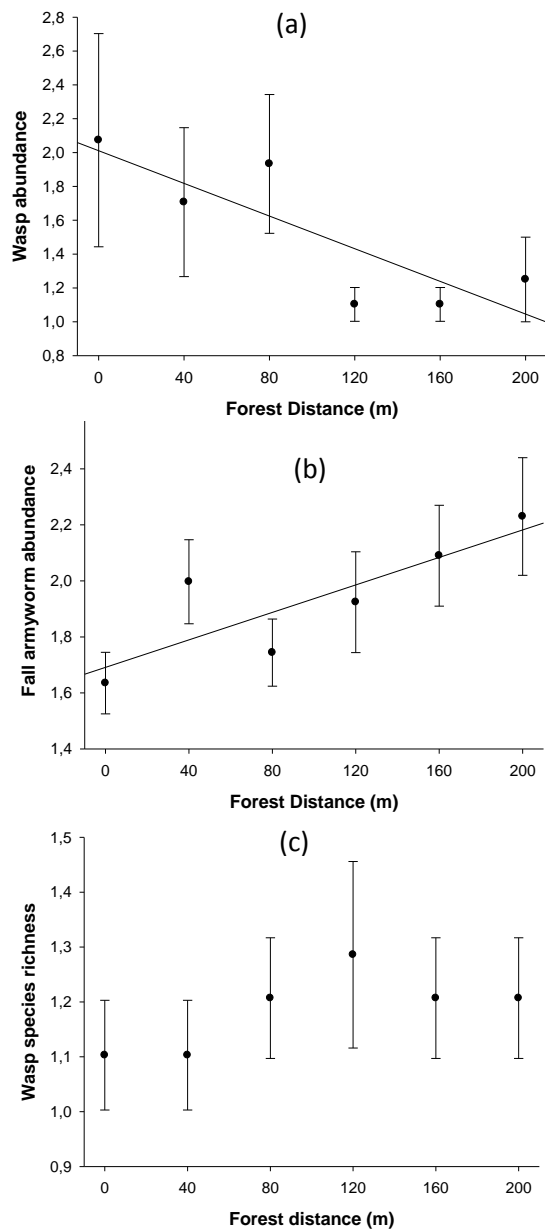 (a)
Wasp abundance
2,8
2,6
2,4
2,2
2,0
1,8
1,6
1,4
1,2
1,0
0,8
0 40 80 120 160 200
Forest Distance (m)
(b)
Fall armyworm abundance
2,4
2,2
2,0
1,8
1,6
1,4
0 40 80 120 160 200
Forest Distance (m)
(c)
Wasp species richness
1,5
1,4
1,3
1,2
1,1
1,0
0,9
0 40 80 120 160 200
Forest distance (m)